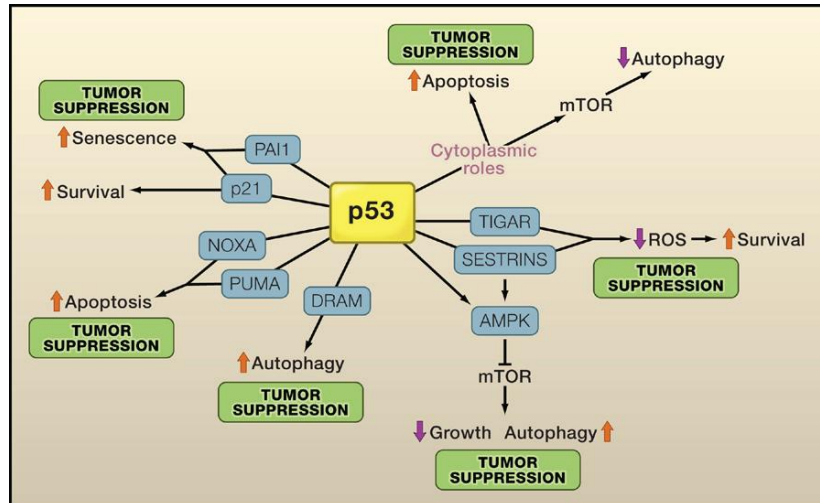 TUMOR
SUPPRESSION
Apoptosis
Autophagy
mTOR
Cytoplasmic
roles
TUMOR
SUPPRESSION
Senescence
PAI1
Survival
p21
p53
NOXA
PUMA
Apoptosis
TUMOR
SUPPRESSION
DRAM
Autophagy
TUMOR
SUPPRESSION
TIGAR
SESTRINS
ROS
Survival
TUMOR
SUPPRESSION
AMPK
mTOR
Growth Autophagy
TUMOR
SUPPRESSION